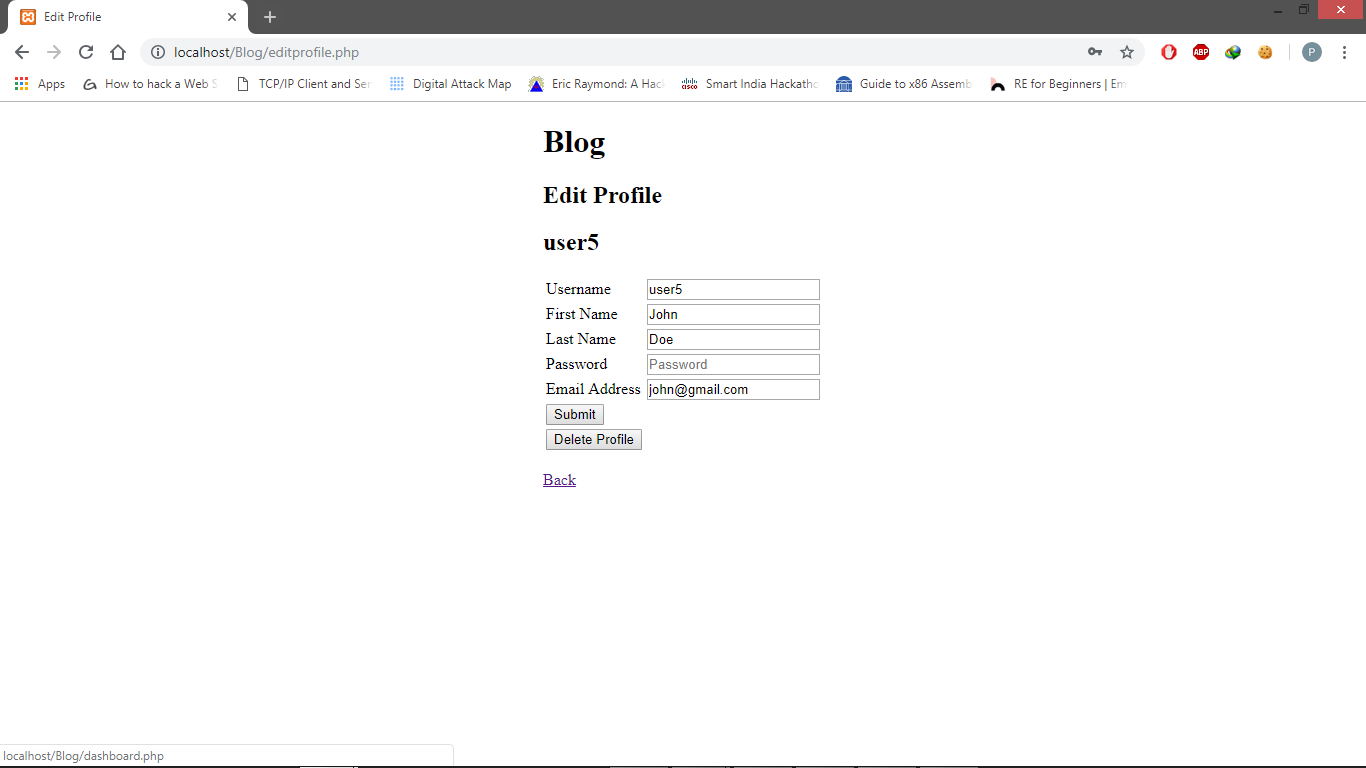 Edit Profile
localhost/Blog/editprofile.php
ABP
P
Apps
How to hack a Web S
TCP/IP Client and Ser
Digital Attack Map
Eric Raymond: A Hac
cisco
Smart India Hackatho
Guide to x86 Assemb
RE for Beginners | Em
Blog
Edit Profile
user5
Username user5
First Name John
Last Name Doe
Password Password
Email Address john@gmail.com
Submit
Delete Profile
Back
localhost/Blog/dashboard.php